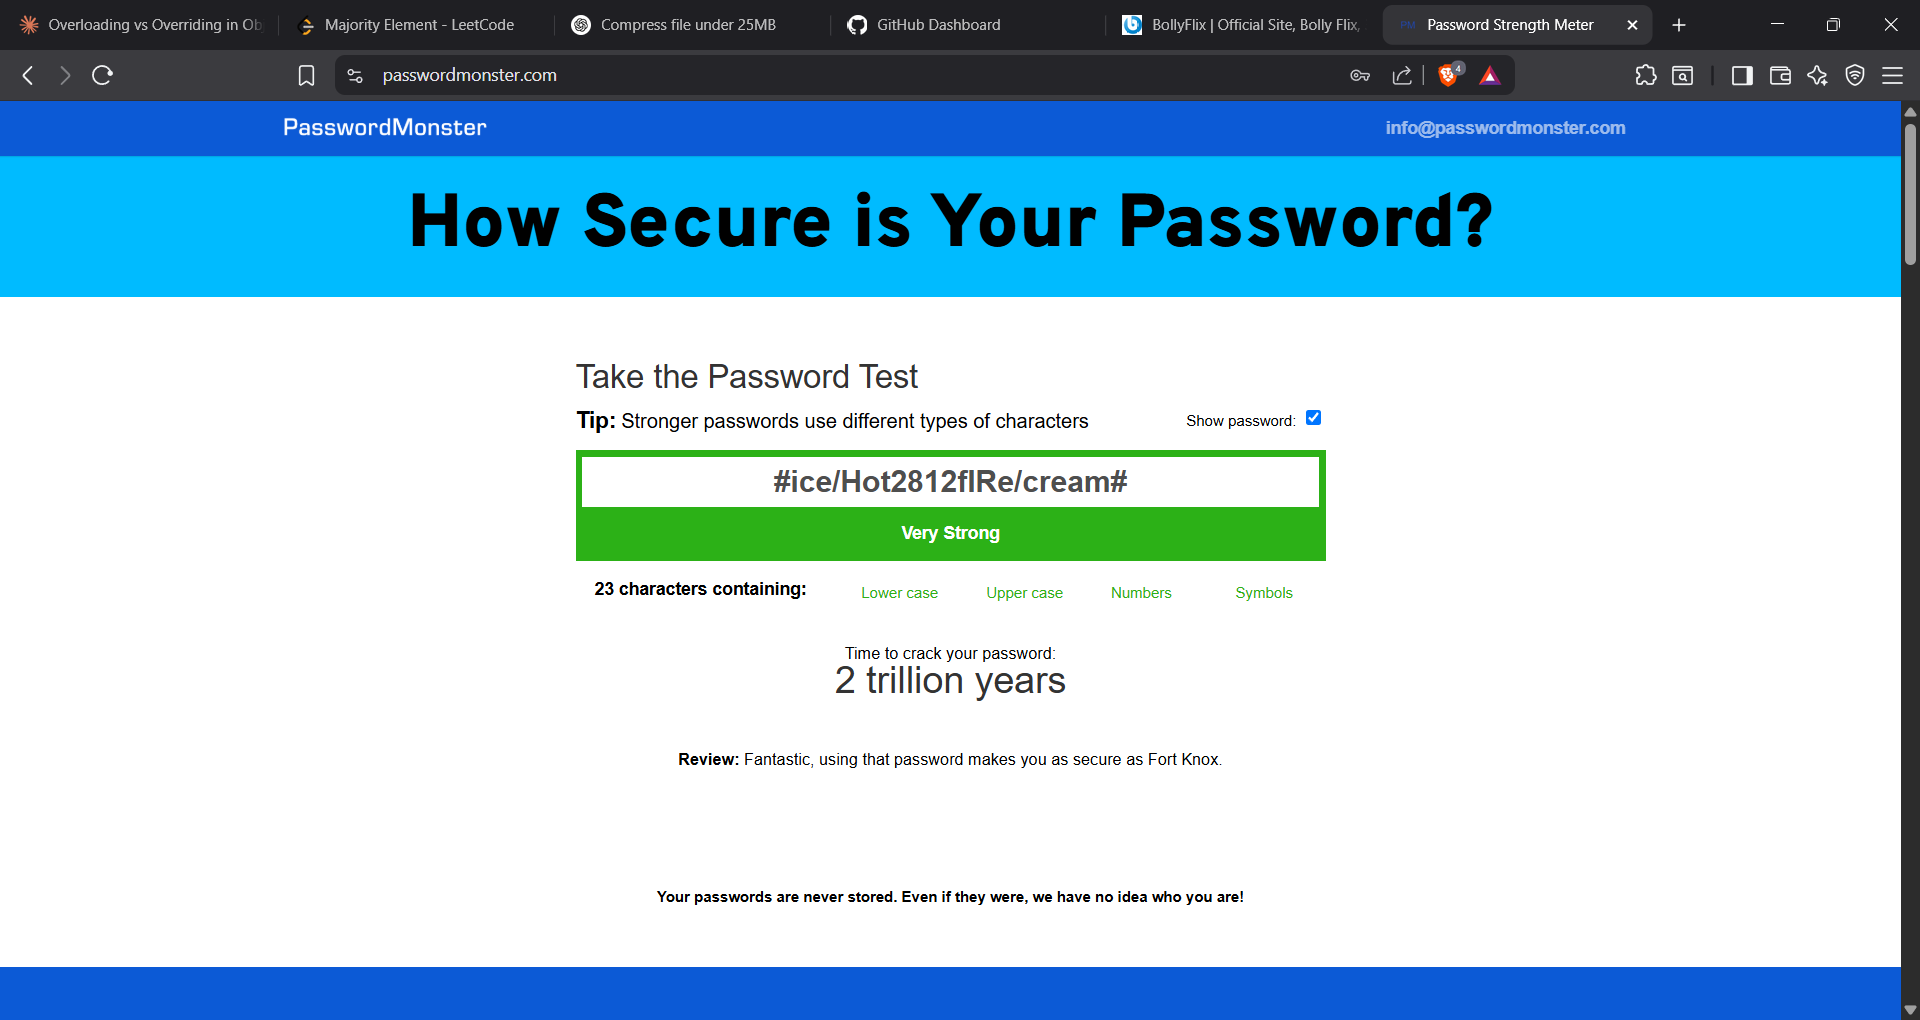 Overloading vs Overriding in Ob
Majority Element - LeetCode
Compress file under 25MB
GitHub Dashboard
BollyFlix | Official Site, Bolly Flix,
PM Password Strength Meter
passwordmonster.com
4
PasswordMonster
info@passwordmonster.com
How Secure is Your Password?
Take the Password Test
Tip: Stronger passwords use different types of characters
Show password:
#ice/Hot2812fIRe/cream#
Very Strong
23 characters containing:
Lower case
Upper case
Numbers
Symbols
Time to crack your password:
2 trillion years
Review: Fantastic, using that password makes you as secure as Fort Knox.
Your passwords are never stored. Even if they were, we have no idea who you are!